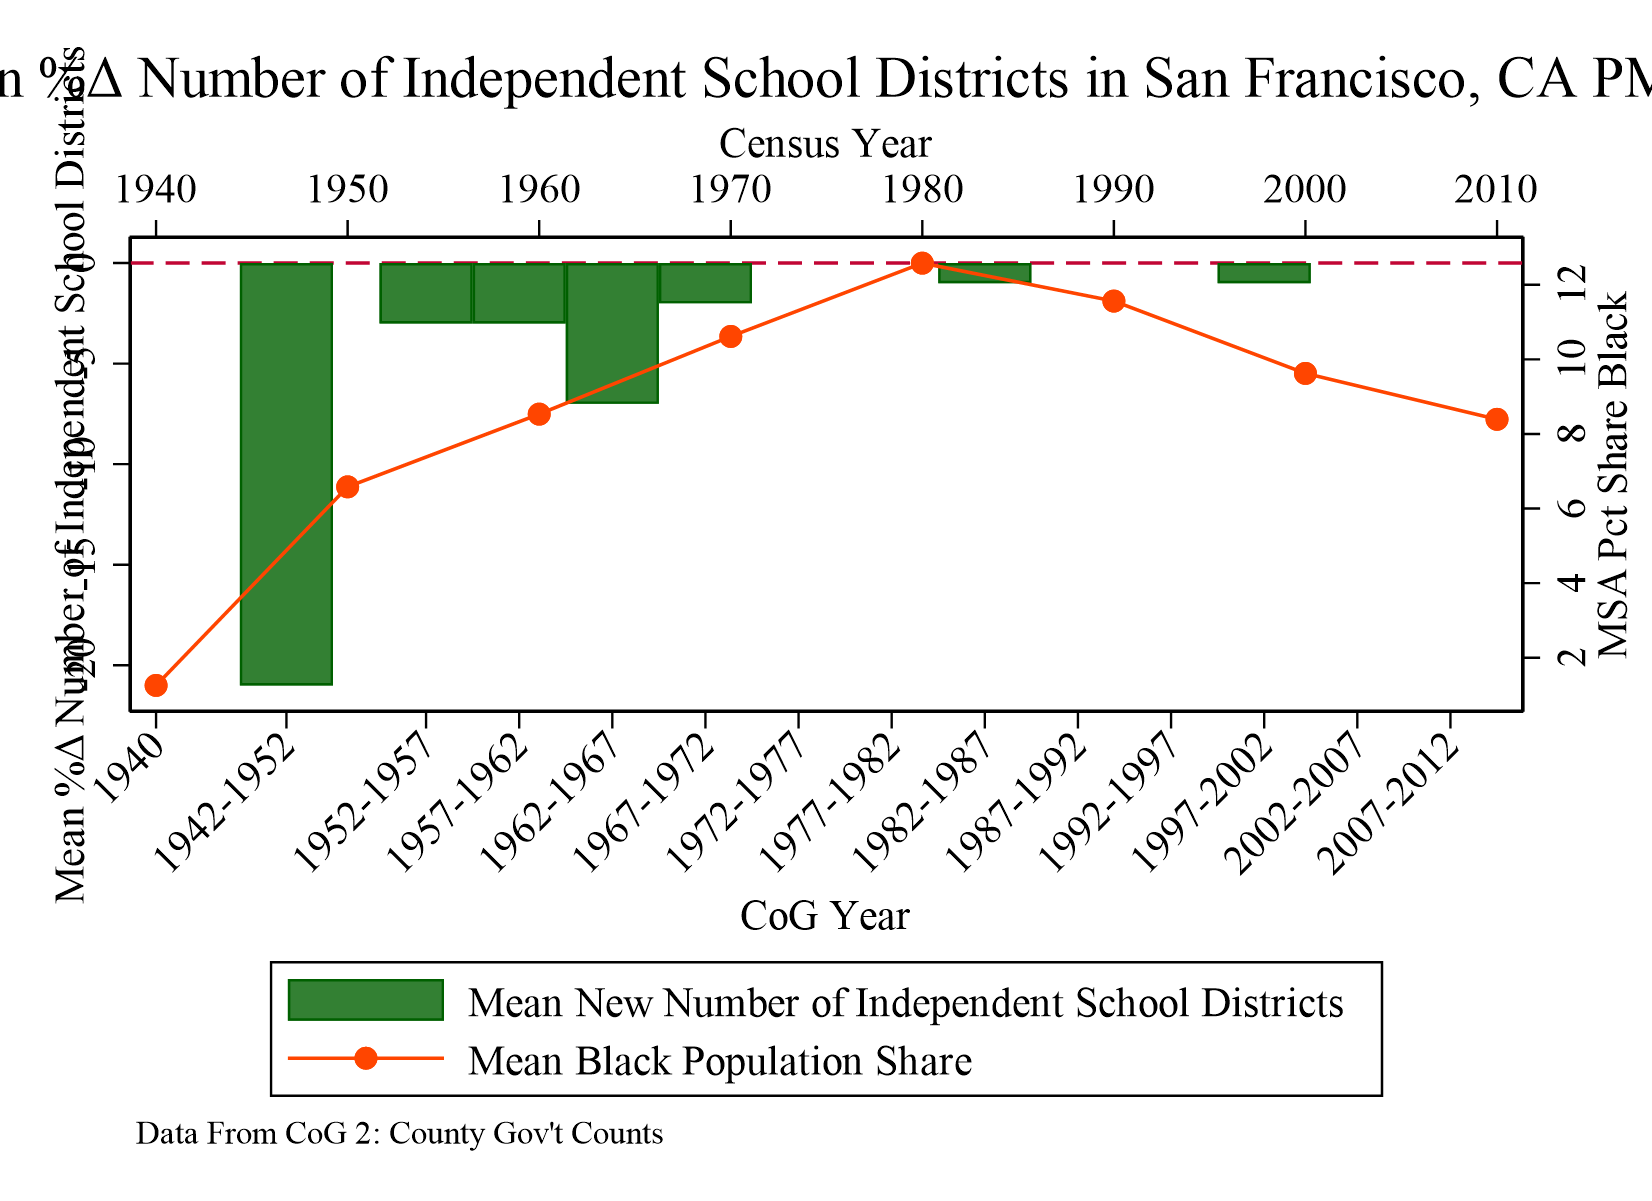 n %Δ Number of Independent School Districts in San Francisco, CA PM
Census Year
1940 1950 1960 1970 1980 1990 2000 2010
Mean %Δ Number of Independent School Districts
0
-5
-10
-15
-20
12
10
8
6
4
2
MSA Pct Share Black
1940 1942-1952 1952-1957 1957-1962 1962-1967 1967-1972 1972-1977 1977-1982 1982-1987 1987-1992 1992-1997 1997-2002 2002-2007 2007-2012
CoG Year
Mean New Number of Independent School Districts
Mean Black Population Share
Data From CoG 2: County Gov't Counts